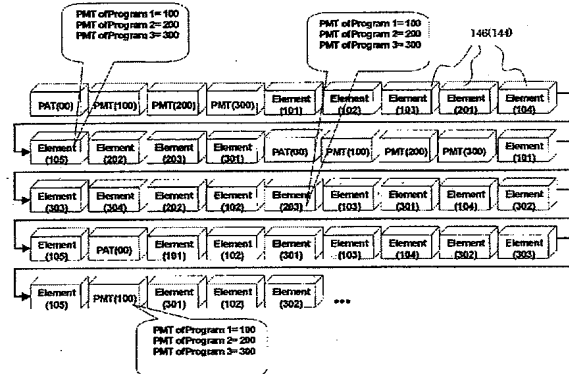 PMT of Program 1= 100
PMT of Program 2= 200
PMT of Program 3= 300
PMT of Program 1= 100
PMT of Program 2= 200
PMT of Program 3= 300
146(144)
PAT(00) PMT(100) PMT(200) PMT(300) Element (101) Element (102) Element (103) Element (201) Element (104)
Element (105) Element (202) Element (203) Element (301) PAT(00) PMT(100) PMT(200) PMT(300) Element (101)
Element (303) Element (304) Element (202) Element (102) Element (203) Element (103) Element (301) Element (104) Element (302)
Element (105) PAT(00) Element (101) Element (102) Element (301) Element (103) Element (104) Element (302) Element (303)
Element (105) PMT(100) Element (301) Element (102) Element (302) ...
PMT of Program 1= 100
PMT of Program 2= 200
PMT of Program 3= 300